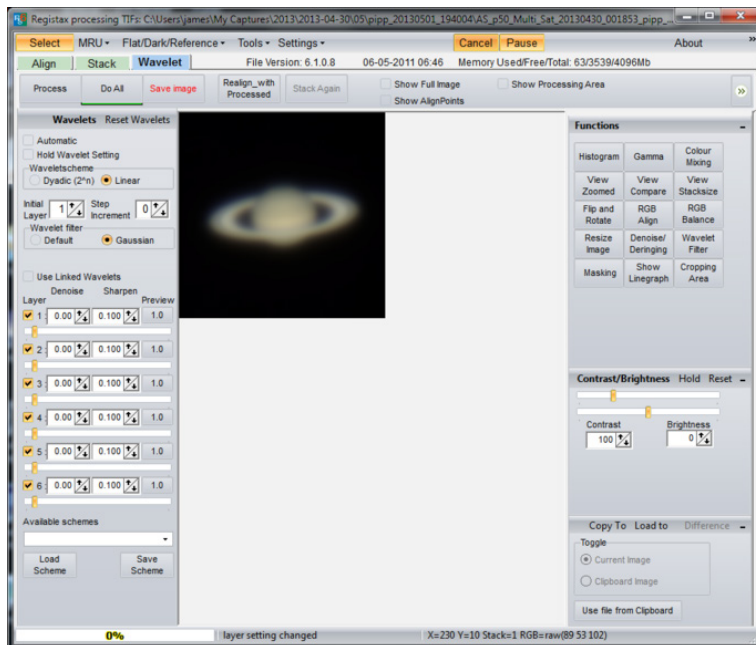 Registax processing TIFs: C:\Users\james\My Captures\2013\2013-04-30\05\pipp_20130501_194004\AS_p50_Multi_Sat_20130430_001853_pipp_...
Select MRU Flat/Dark/Reference Tools Settings Cancel Pause About »
Align Stack Wavelet File Version: 6.1.0.8 06-05-2011 06:46 Memory Used/Free/Total: 63/3539/4096Mb
Process Do All Save image Realign_with Processed Stack Again Show Full Image Show Processing Area »
Show AlignPoints
Wavelets Reset Wavelets
Automatic
Hold Wavelet Setting
Waveletscheme
Dyadic (2^n) Linear
Initial Layer 1 Step Increment 0
Wavelet filter
Default Gaussian
Use Linked Wavelets
Denoise Sharpen
Layer Preview
1: 0.00 0.100 1.0
2: 0.00 0.100 1.0
3: 0.00 0.100 1.0
4: 0.00 0.100 1.0
5: 0.00 0.100 1.0
6: 0.00 0.100 1.0
Available schemes
Load Scheme Save Scheme
Functions
Histogram Gamma Colour Mixing
View Zoomed View Compare View Stacksize
Flip and Rotate RGB Align RGB Balance
Resize Image Denoise/ Deringing Wavelet Filter
Masking Show Linegraph Cropping Area
Contrast/Brightness Hold Reset
Contrast Brightness
100 0
Copy To Load to Difference
Toggle
Current Image
Clipboard Image
Use file from Clipboard
0% layer setting changed X=230 Y=10 Stack=1 RGB=raw(89 53 102)